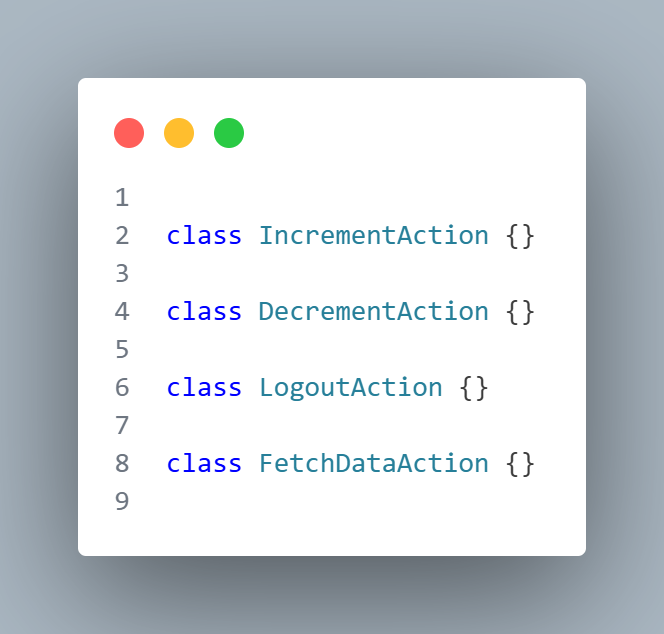 1
2 class IncrementAction {}
3
4 class DecrementAction {}
5
6 class LogoutAction {}
7
8 class FetchDataAction {}
9